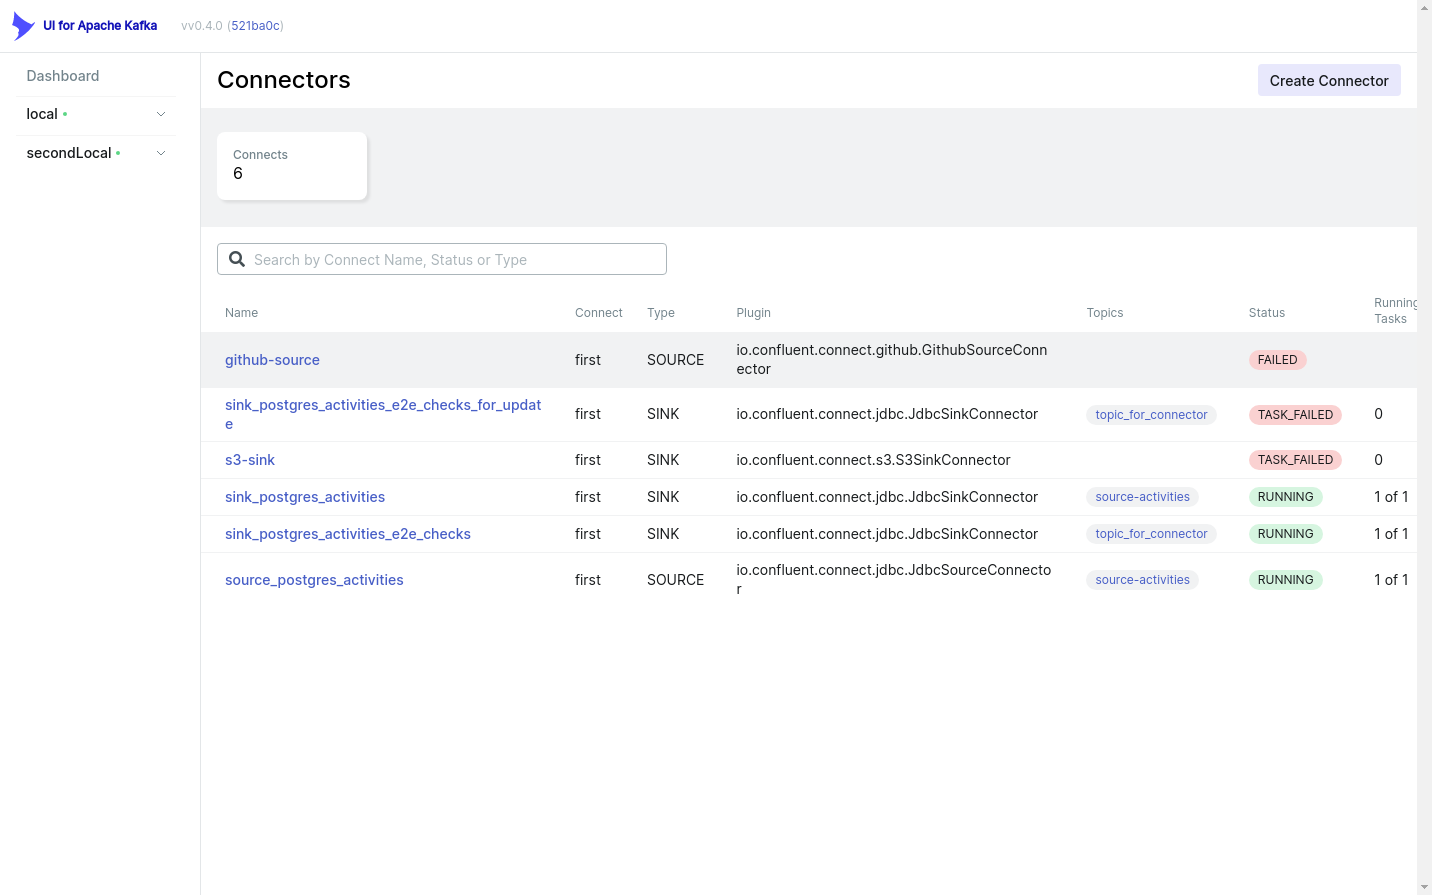 UI for Apache Kafka vv0.4.0 (521ba0c)
Dashboard
local
secondLocal
Connectors
Create Connector
Connects
6
Search by Connect Name, Status or Type
Name Connect Type Plugin Topics Status Running
Tasks
github-source first SOURCE io.confluent.connect.github.GithubSourceConn
ector FAILED
sink_postgres_activities_e2e_checks_for_updat
e first SINK io.confluent.connect.jdbc.JdbcSinkConnector topic_for_connector TASK_FAILED 0
s3-sink first SINK io.confluent.connect.s3.S3SinkConnector TASK_FAILED 0
sink_postgres_activities first SINK io.confluent.connect.jdbc.JdbcSinkConnector source-activities RUNNING 1 of 1
sink_postgres_activities_e2e_checks first SINK io.confluent.connect.jdbc.JdbcSinkConnector topic_for_connector RUNNING 1 of 1
source_postgres_activities first SOURCE io.confluent.connect.jdbc.JdbcSourceConnecto
r source-activities RUNNING 1 of 1